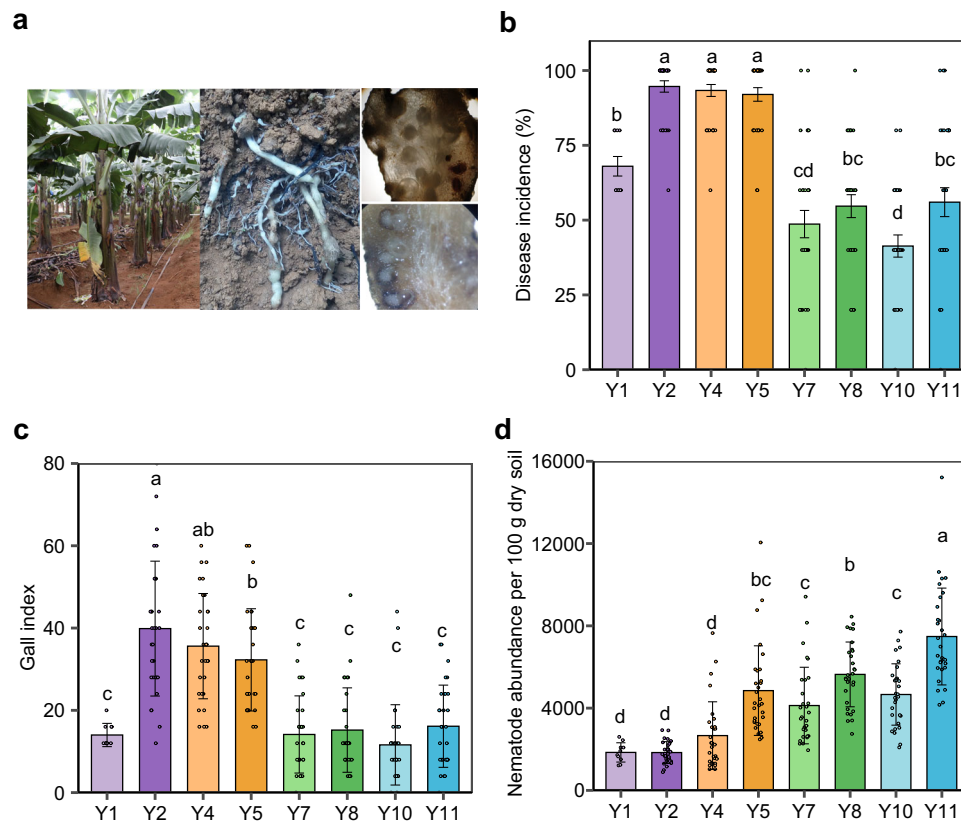 a
b
Disease incidence (%)
100
75
50
25
0
b
a
a
a
cd
bc
d
bc
Y1 Y2 Y4 Y5 Y7 Y8 Y10 Y11
c
Gall index
80
60
40
20
0
c
a
ab
b
c
c
c
c
Y1 Y2 Y4 Y5 Y7 Y8 Y10 Y11
d
Nematode abundance per 100 g dry soil
16000
12000
8000
4000
0
d
d
d
bc
c
b
c
a
Y1 Y2 Y4 Y5 Y7 Y8 Y10 Y11